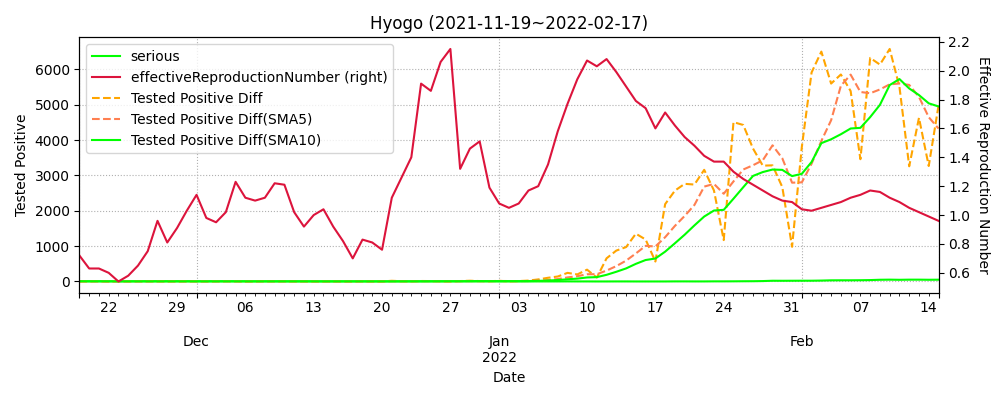 Hyogo (2021-11-19~2022-02-17)
serious
effectiveReproductionNumber (right)
Tested Positive Diff
Tested Positive Diff(SMA5)
Tested Positive Diff(SMA10)
Tested Positive
6000
5000
4000
3000
2000
1000
0
2.2
2.0
1.8
1.6
1.4
1.2
1.0
0.8
0.6
Effective Reproduction Number
22 29 06 13 20 27 03 10 17 24 31 07 14
Dec Jan Feb
2022
Date